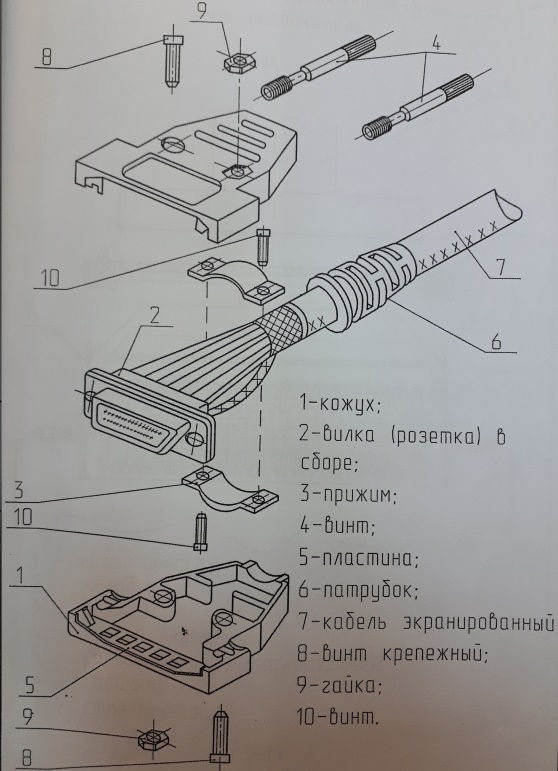 9
8
4
10
7
6
2
1-кожух;
2-вилка (розетка) в
сборе;
3-прижим;
4-винт;
5-пластина;
6-патрубок;
7-кабель экранированный
8-винт крепежный;
9-гайка;
10-винт.
3
10
1
5
9
8